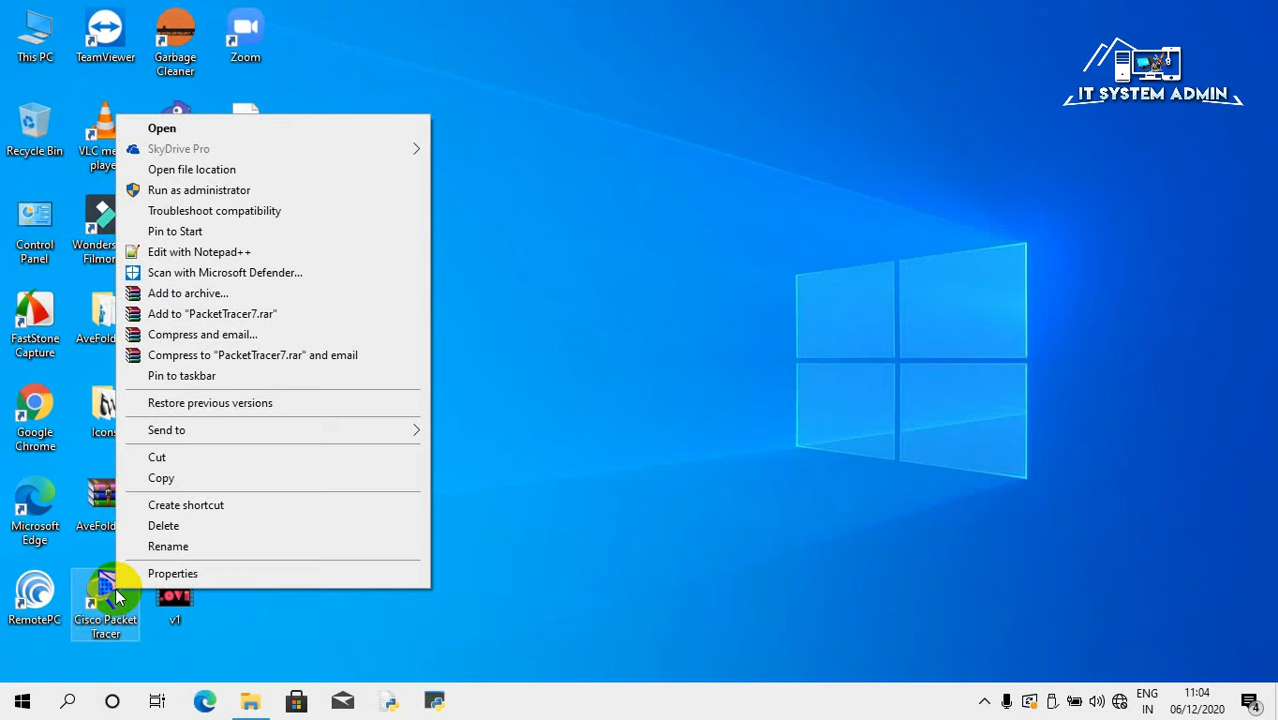 This PC
TeamViewer
Garbage
Cleaner
Zoom
IT SYSTEM ADMIN
Recycle Bin
VLC me
playe
Control
Panel
Wonders
Filmor
FastStone
Capture
AveFold
Google
Chrome
Icons
Microsoft
Edge
AveFold
RemotePC
Cisco Packet
Tracer
v1
Open
SkyDrive Pro
Open file location
Run as administrator
Troubleshoot compatibility
Pin to Start
Edit with Notepad++
Scan with Microsoft Defender...
Add to archive...
Add to "PacketTracer7.rar"
Compress and email...
Compress to "PacketTracer7.rar" and email
Pin to taskbar
Restore previous versions
Send to
Cut
Copy
Create shortcut
Delete
Rename
Properties
ENG
IN
11:04
06/12/2020
4